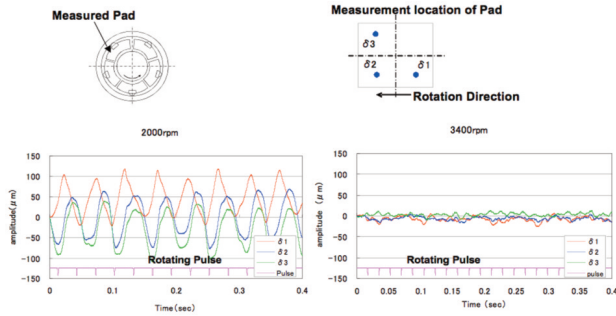 Measured Pad
Measurement location of Pad
δ3
δ2
δ1
Rotation Direction
2000rpm
amplitude(μm)
150
100
50
0
-50
-100
-150
Rotating Pulse
δ1
δ2
δ3
Pulse
0
0.1
0.2
0.3
0.4
Time(sec)
3400rpm
amplitude(μm)
150
100
50
0
-50
-100
-150
Rotating Pulse
δ1
δ2
δ3
pulse
0
0.05
0.1
0.15
0.2
0.25
0.3
0.35
0.4
Time (sec)